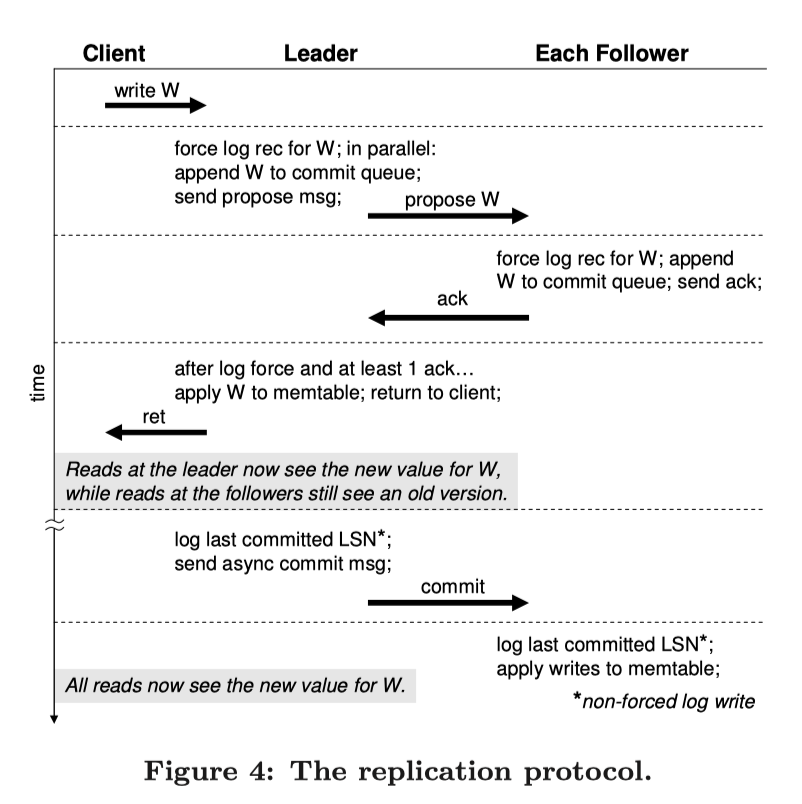 Client Leader Each Follower
write W
force log rec for W; in parallel:
append W to commit queue;
send propose msg;
propose W
force log rec for W; append
W to commit queue; send ack;
ack
time
after log force and at least 1 ack…
apply W to memtable; return to client;
ret
Reads at the leader now see the new value for W,
while reads at the followers still see an old version.
log last committed LSN*;
send async commit msg;
commit
log last committed LSN*;
apply writes to memtable;
All reads now see the new value for W.
*non-forced log write
Figure 4: The replication protocol.